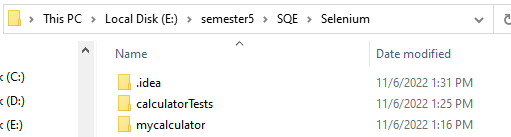 This PC > Local Disk (E:) > semester5 > SQE > Selenium
Name Date modified
k (C:) .idea 11/6/2022 1:31 PM
k (D:) calculatorTests 11/6/2022 1:25 PM
k (E:) mycalculator 11/6/2022 1:16 PM